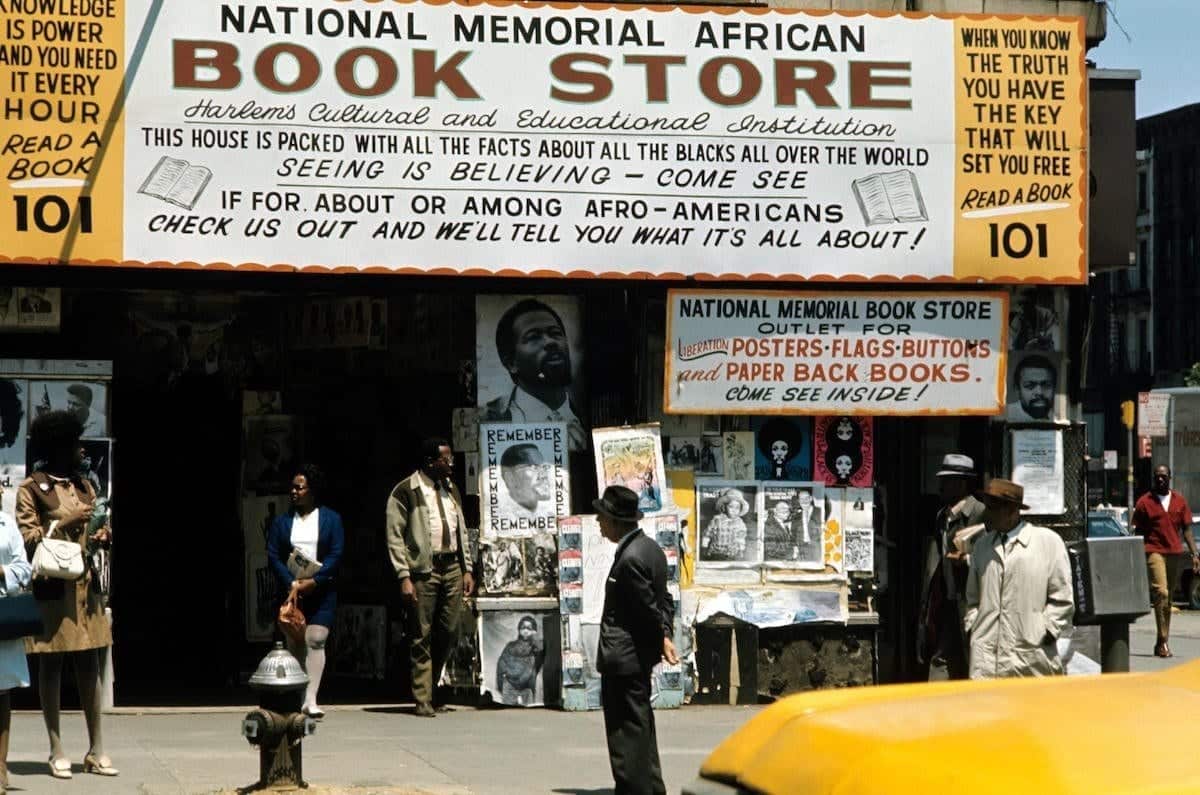 KNOWLEDGE
IS POWER
AND YOU NEED
IT EVERY
HOUR
READ A
BOOK
101
NATIONAL MEMORIAL AFRICAN
BOOK STORE
Harlem's Cultural and Educational Institution
THIS HOUSE IS PACKED WITH ALL THE FACTS ABOUT ALL THE BLACKS ALL OVER THE WORLD
SEEING IS BELIEVING — COME SEE
IF FOR. ABOUT OR AMONG AFRO-AMERICANS
CHECK US OUT AND WE'LL TELL YOU WHAT IT'S ALL ABOUT!
WHEN YOU KNOW
THE TRUTH
YOU HAVE
THE KEY
THAT WILL
SET YOU FREE
READ A BOOK
101
NATIONAL MEMORIAL BOOK STORE
OUTLET FOR
LIBERATION POSTERS·FLAGS·BUTTONS
and PAPER BACK BOOKS.
COME SEE INSIDE!
REMEMBER
REMEMBER
REMEMBER
REMEMBER